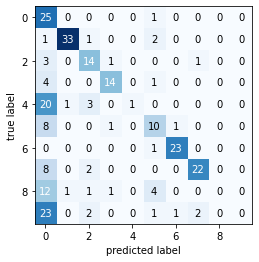 0 25 0 0 0 0 1 0 0 0 0
1 33 1 0 0 2 0 0 0 0
2 3 0 14 1 0 0 0 1 0 0
4 0 0 14 0 1 0 0 0 0
4 20 1 3 0 1 0 0 0 0 0
8 0 0 1 0 10 1 0 0 0
6 0 0 0 0 0 1 23 0 0 0
8 0 2 0 0 0 0 22 0 0
8 12 1 1 1 0 4 0 0 0 0
23 0 2 0 0 1 1 2 0 0
0 2 4 6 8
true label
predicted label